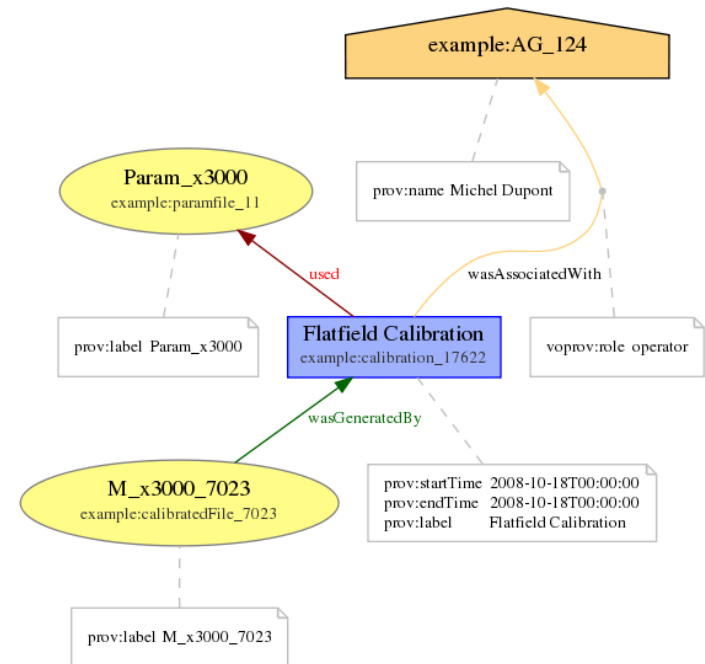 example:AG_124
Param_x3000
example:paramfile_11
prov:name Michel Dupont
used
wasAssociatedWith
prov:label Param_x3000
Flatfield Calibration
example:calibration_17622
voprov:role operator
wasGeneratedBy
M_x3000_7023
example:calibratedFile_7023
prov:startTime 2008-10-18T00:00:00
prov:endTime 2008-10-18T00:00:00
prov:label Flatfield Calibration
prov:label M_x3000_7023